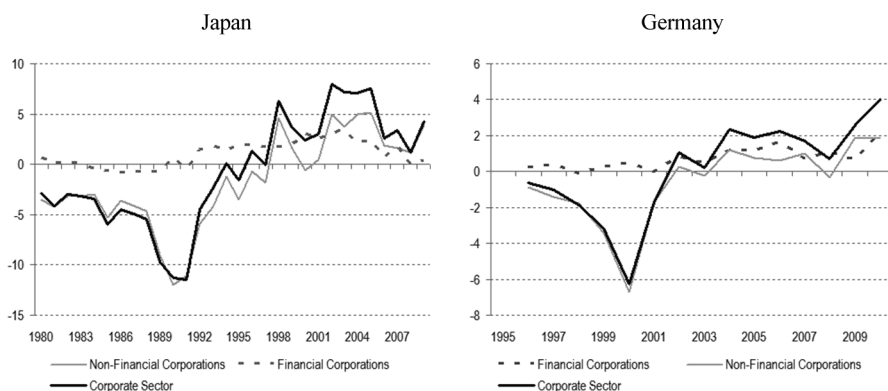 Japan
10
5
0
-5
-10
-15
1980 1983 1986 1989 1992 1995 1998 2001 2004 2007
Non-Financial Corporations Financial Corporations
Corporate Sector
Germany
6
4
2
0
-2
-4
-6
-8
1995 1997 1999 2001 2003 2005 2007 2009
Financial Corporations Non-Financial Corporations
Corporate Sector